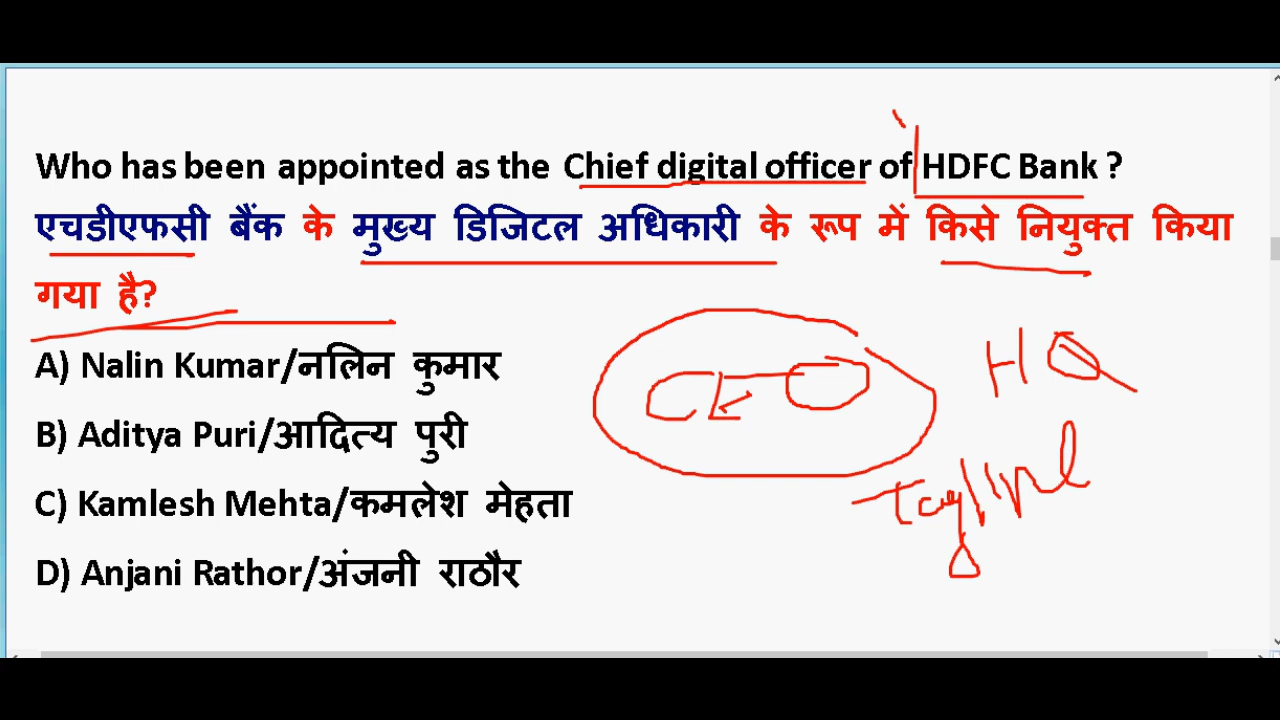 Who has been appointed as the Chief digital officer of HDFC Bank ?
एचडीएफसी बैंक के मुख्य डिजिटल अधिकारी के रूप में किसे नियुक्त किया
गया है?
A) Nalin Kumar/नलिन कुमार
HQ
B) Aditya Puri/आदित्य पुरी
Tagline
C) Kamlesh Mehta/कमलेश मेहता
D) Anjani Rathor/अंजनी राठौर